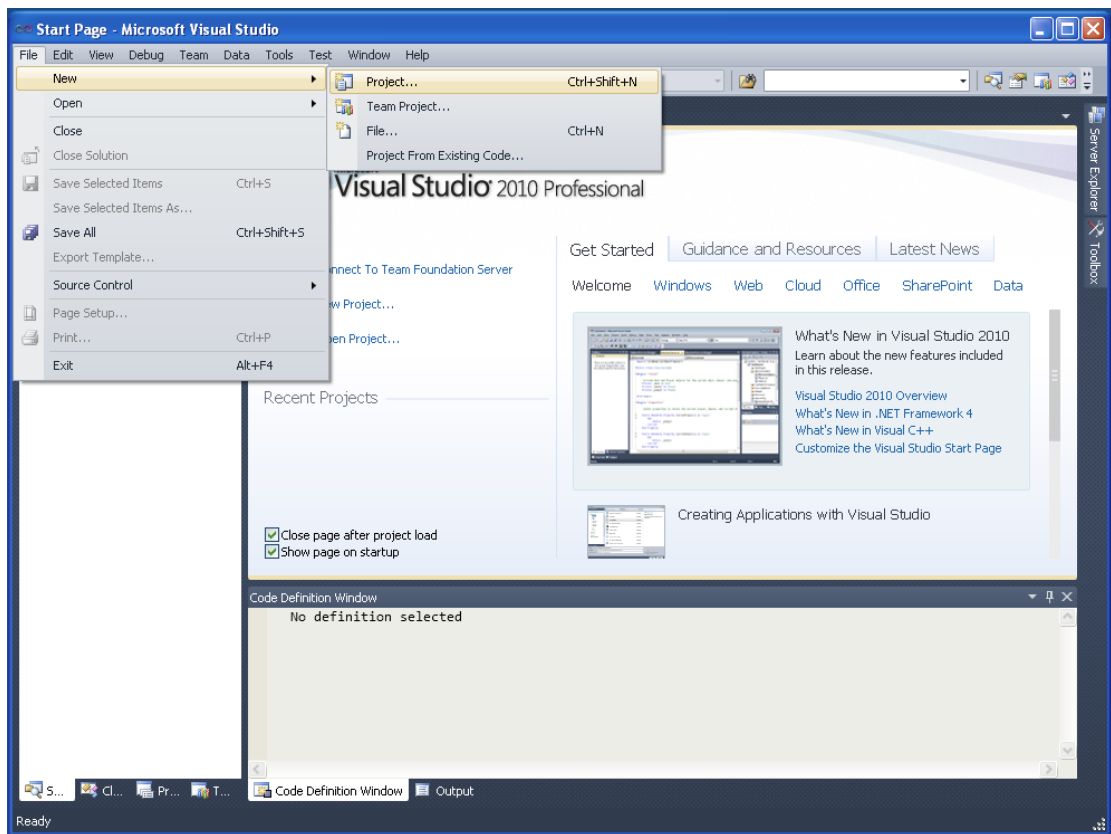 Start Page - Microsoft Visual Studio
File Edit View Debug Team Data Tools Test Window Help
New
Open
Close
Close Solution
Save Selected Items Ctrl+S
Save Selected Items As...
Save All Ctrl+Shift+S
Export Template...
Source Control
Page Setup...
Print... Ctrl+P
Exit Alt+F4
Project... Ctrl+Shift+N
Team Project...
File... Ctrl+N
Project From Existing Code...
Visual Studio 2010 Professional
To Team Foundation Server
Project...
Project...
Recent Projects
Close page after project load
Show page on startup
Get Started Guidance and Resources Latest News
Welcome Windows Web Cloud Office SharePoint Data
What's New in Visual Studio 2010
Learn about the new features included
in this release.
Visual Studio 2010 Overview
What's New in .NET Framework 4
What's New in Visual C++
Customize the Visual Studio Start Page
Creating Applications with Visual Studio
Server Explorer
Toolbox
Code Definition Window
No definition selected
S... Cl... Pr... T...
Code Definition Window Output
Ready